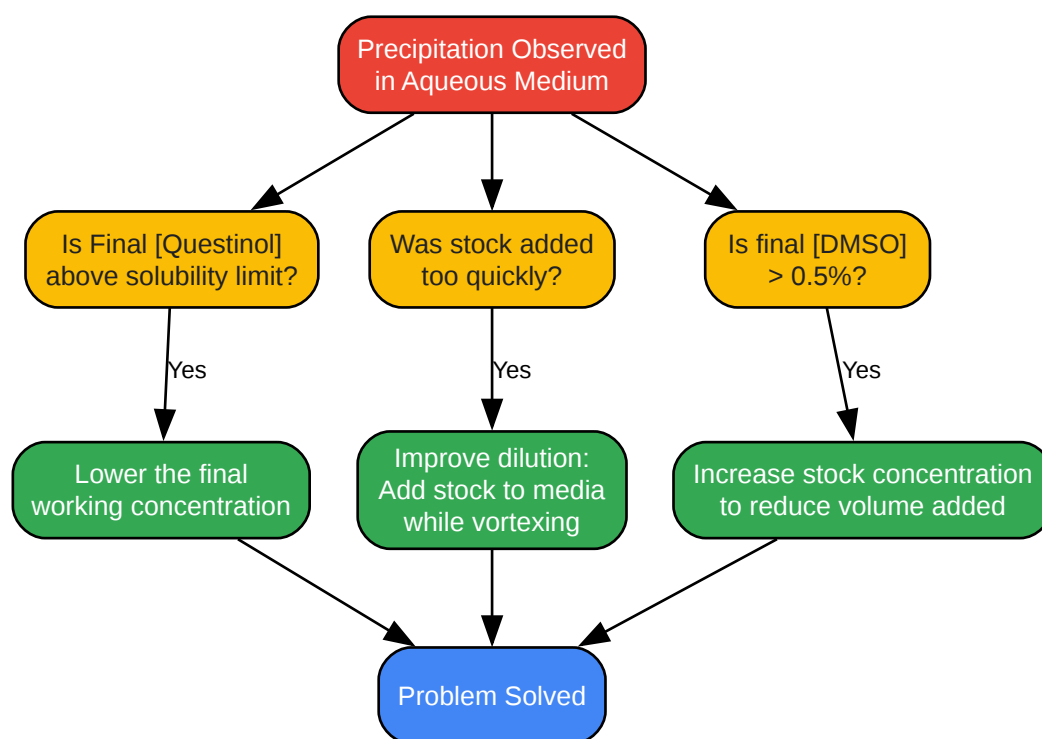 Precipitation Observed
in Aqueous Medium
Is Final [Questinol]
above solubility limit?
Was stock added
too quickly?
Is final [DMSO]
> 0.5%?
Yes
Yes
Yes
Lower the final
working concentration
Improve dilution:
Add stock to media
while vortexing
Increase stock concentration
to reduce volume added
Problem Solved